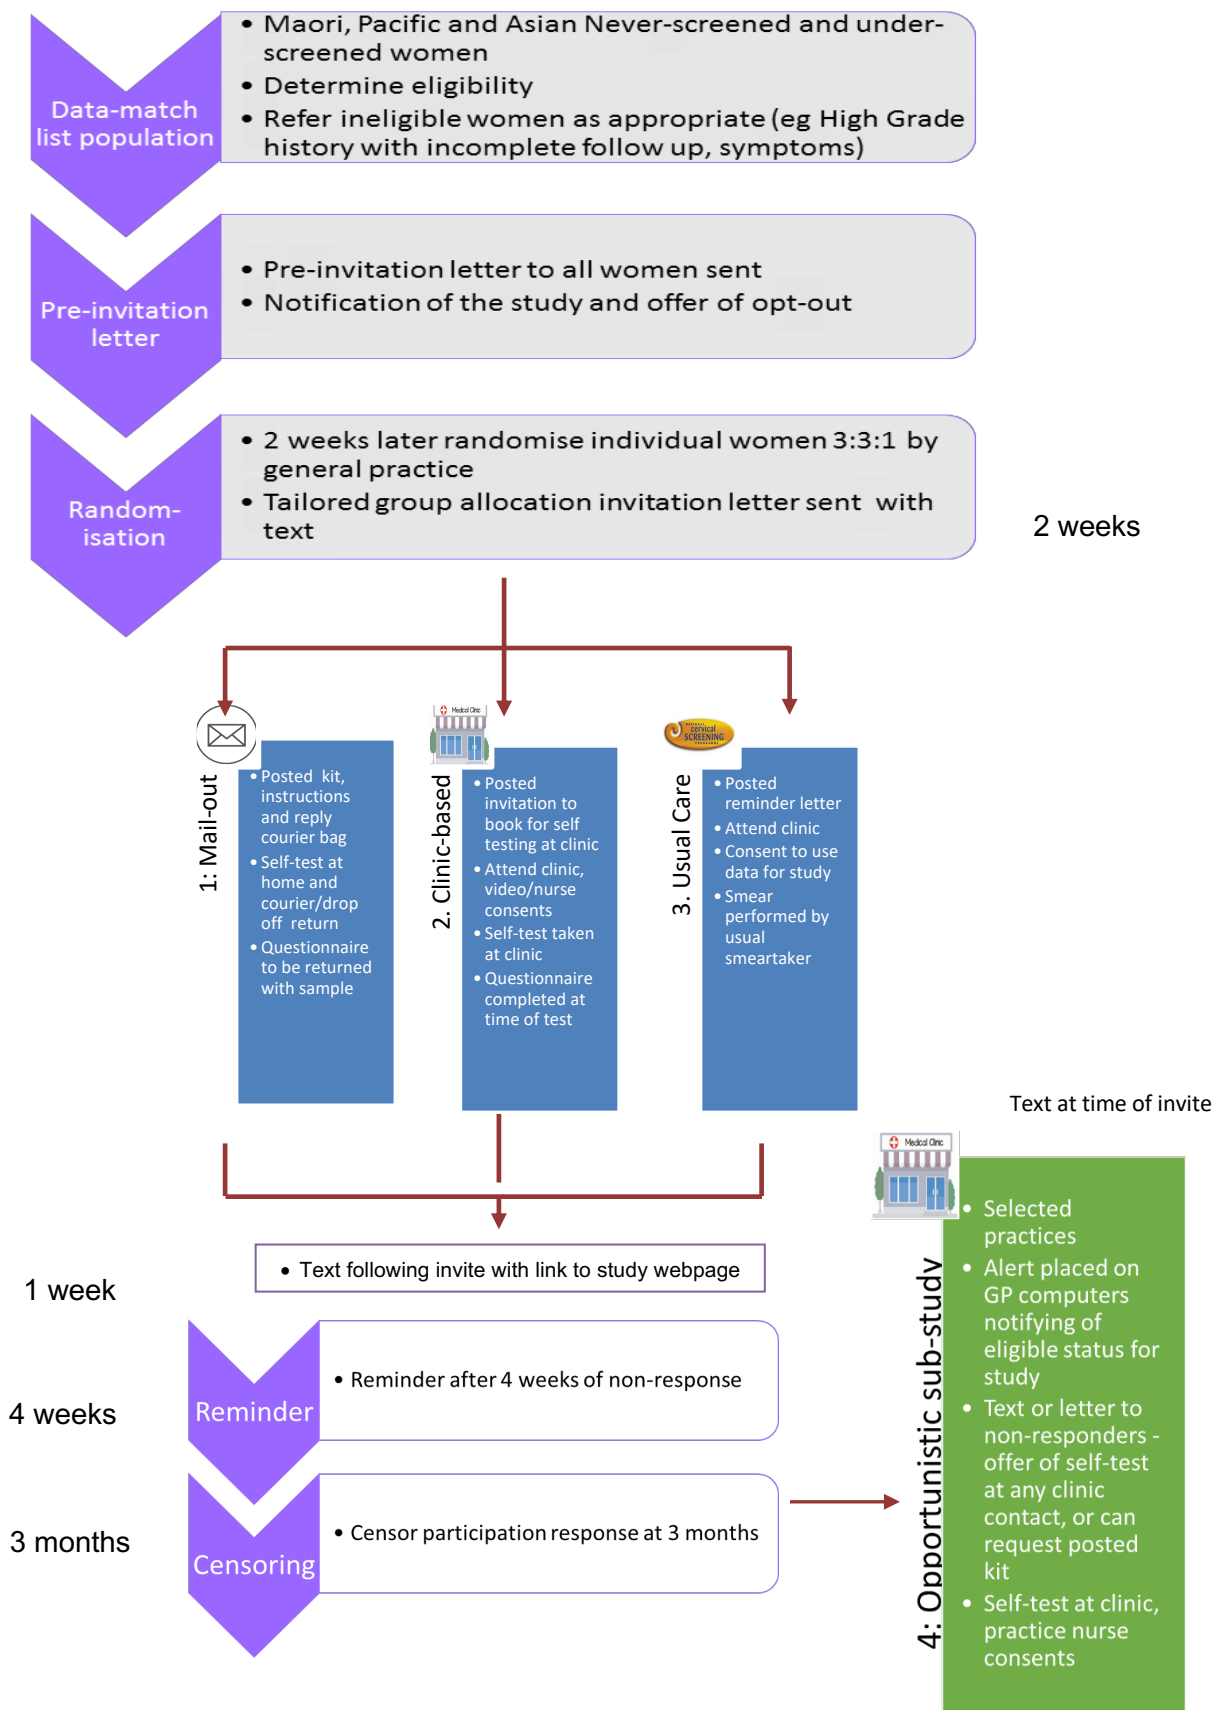 • Maori, Pacific and Asian Never-screened and under-
screened women
• Determine eligibility
• Refer ineligible women as appropriate (eg High Grade
history with incomplete follow up, symptoms)
Data-match
list population
• Pre-invitation letter to all women sent
• Notification of the study and offer of opt-out
Pre-invitation
letter
• 2 weeks later randomise individual women 3:3:1 by
general practice
• Tailored group allocation invitation letter sent with
text
Random-
isation
2 weeks
1: Mail-out
• Posted kit,
instructions
and reply
courier bag
• Self-test at
home and
courier/drop
off return
• Questionnaire
to be returned
with sample
Medical Clinic
2. Clinic-based
• Posted
invitation to
book for self
testing at clinic
• Attend clinic,
video/nurse
consents
• Self-test taken
at clinic
• Questionnaire
completed at
time of test
NATIONAL
cervical
SCREENING
PROGRAMME
3. Usual Care
• Posted
reminder letter
• Attend clinic
• Consent to use
data for study
• Smear
performed by
usual
smeartaker
Text at time of invite
1 week
• Text following invite with link to study webpage
4 weeks
Reminder
• Reminder after 4 weeks of non-response
3 months
Censoring
• Censor participation response at 3 months
Medical Clinic
4: Opportunistic sub-study
• Selected
practices
• Alert placed on
GP computers
notifying of
eligible status for
study
• Text or letter to
non-responders -
offer of self-test
at any clinic
contact, or can
request posted
kit
• Self-test at clinic,
practice nurse
consents